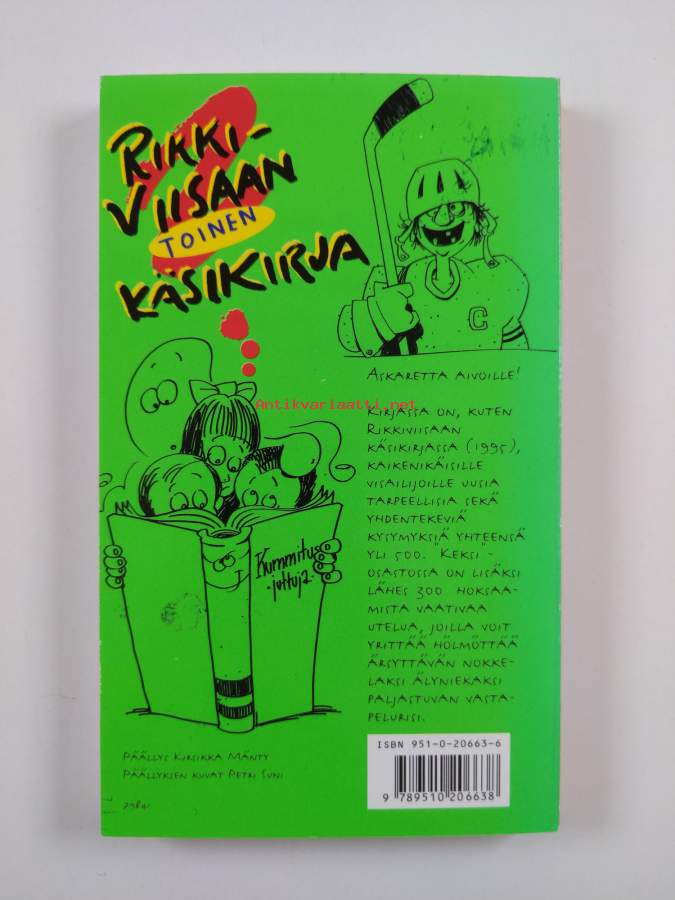 RIKKI-
VIISAAN
TOINEN
KÄSIKIRJA
C
ASKARETTA AIVOILLE!
Antikvariaatti.net
KIRJASSA ON, KUTEN
RIKKIVIISAAN
KÄSIKIRJASSA (1995),
KAIKENIKÄISILLE
VISAILIJOILLE UUSIA
TARPEELLISIA SEKÄ
YHDENTEKEVIÄ
KYSYMYKSIÄ YHTEENSÄ
YLI 500. "KEKSI"-
OSASTOSSA ON LISÄKSI
LÄHES 300 HOKSAA-
MISTA VAATIVAA
UTELUA, JOILLA VOIT
YRITTÄÄ HÖLMÖTTÄÄ
ÄRSYTTÄVÄN NOKKE-
LAKSI ÄLYNIEKAKSI
PALJASTUVAN VASTA-
PELURISI.
Kummitus
-juttuja-
PÄÄLLYS KIRSIKKA MÄNTY
PÄÄLLYKSEN KUVAT PETRI SUNI
ISBN 951-0-20663-6
9 789510 206638